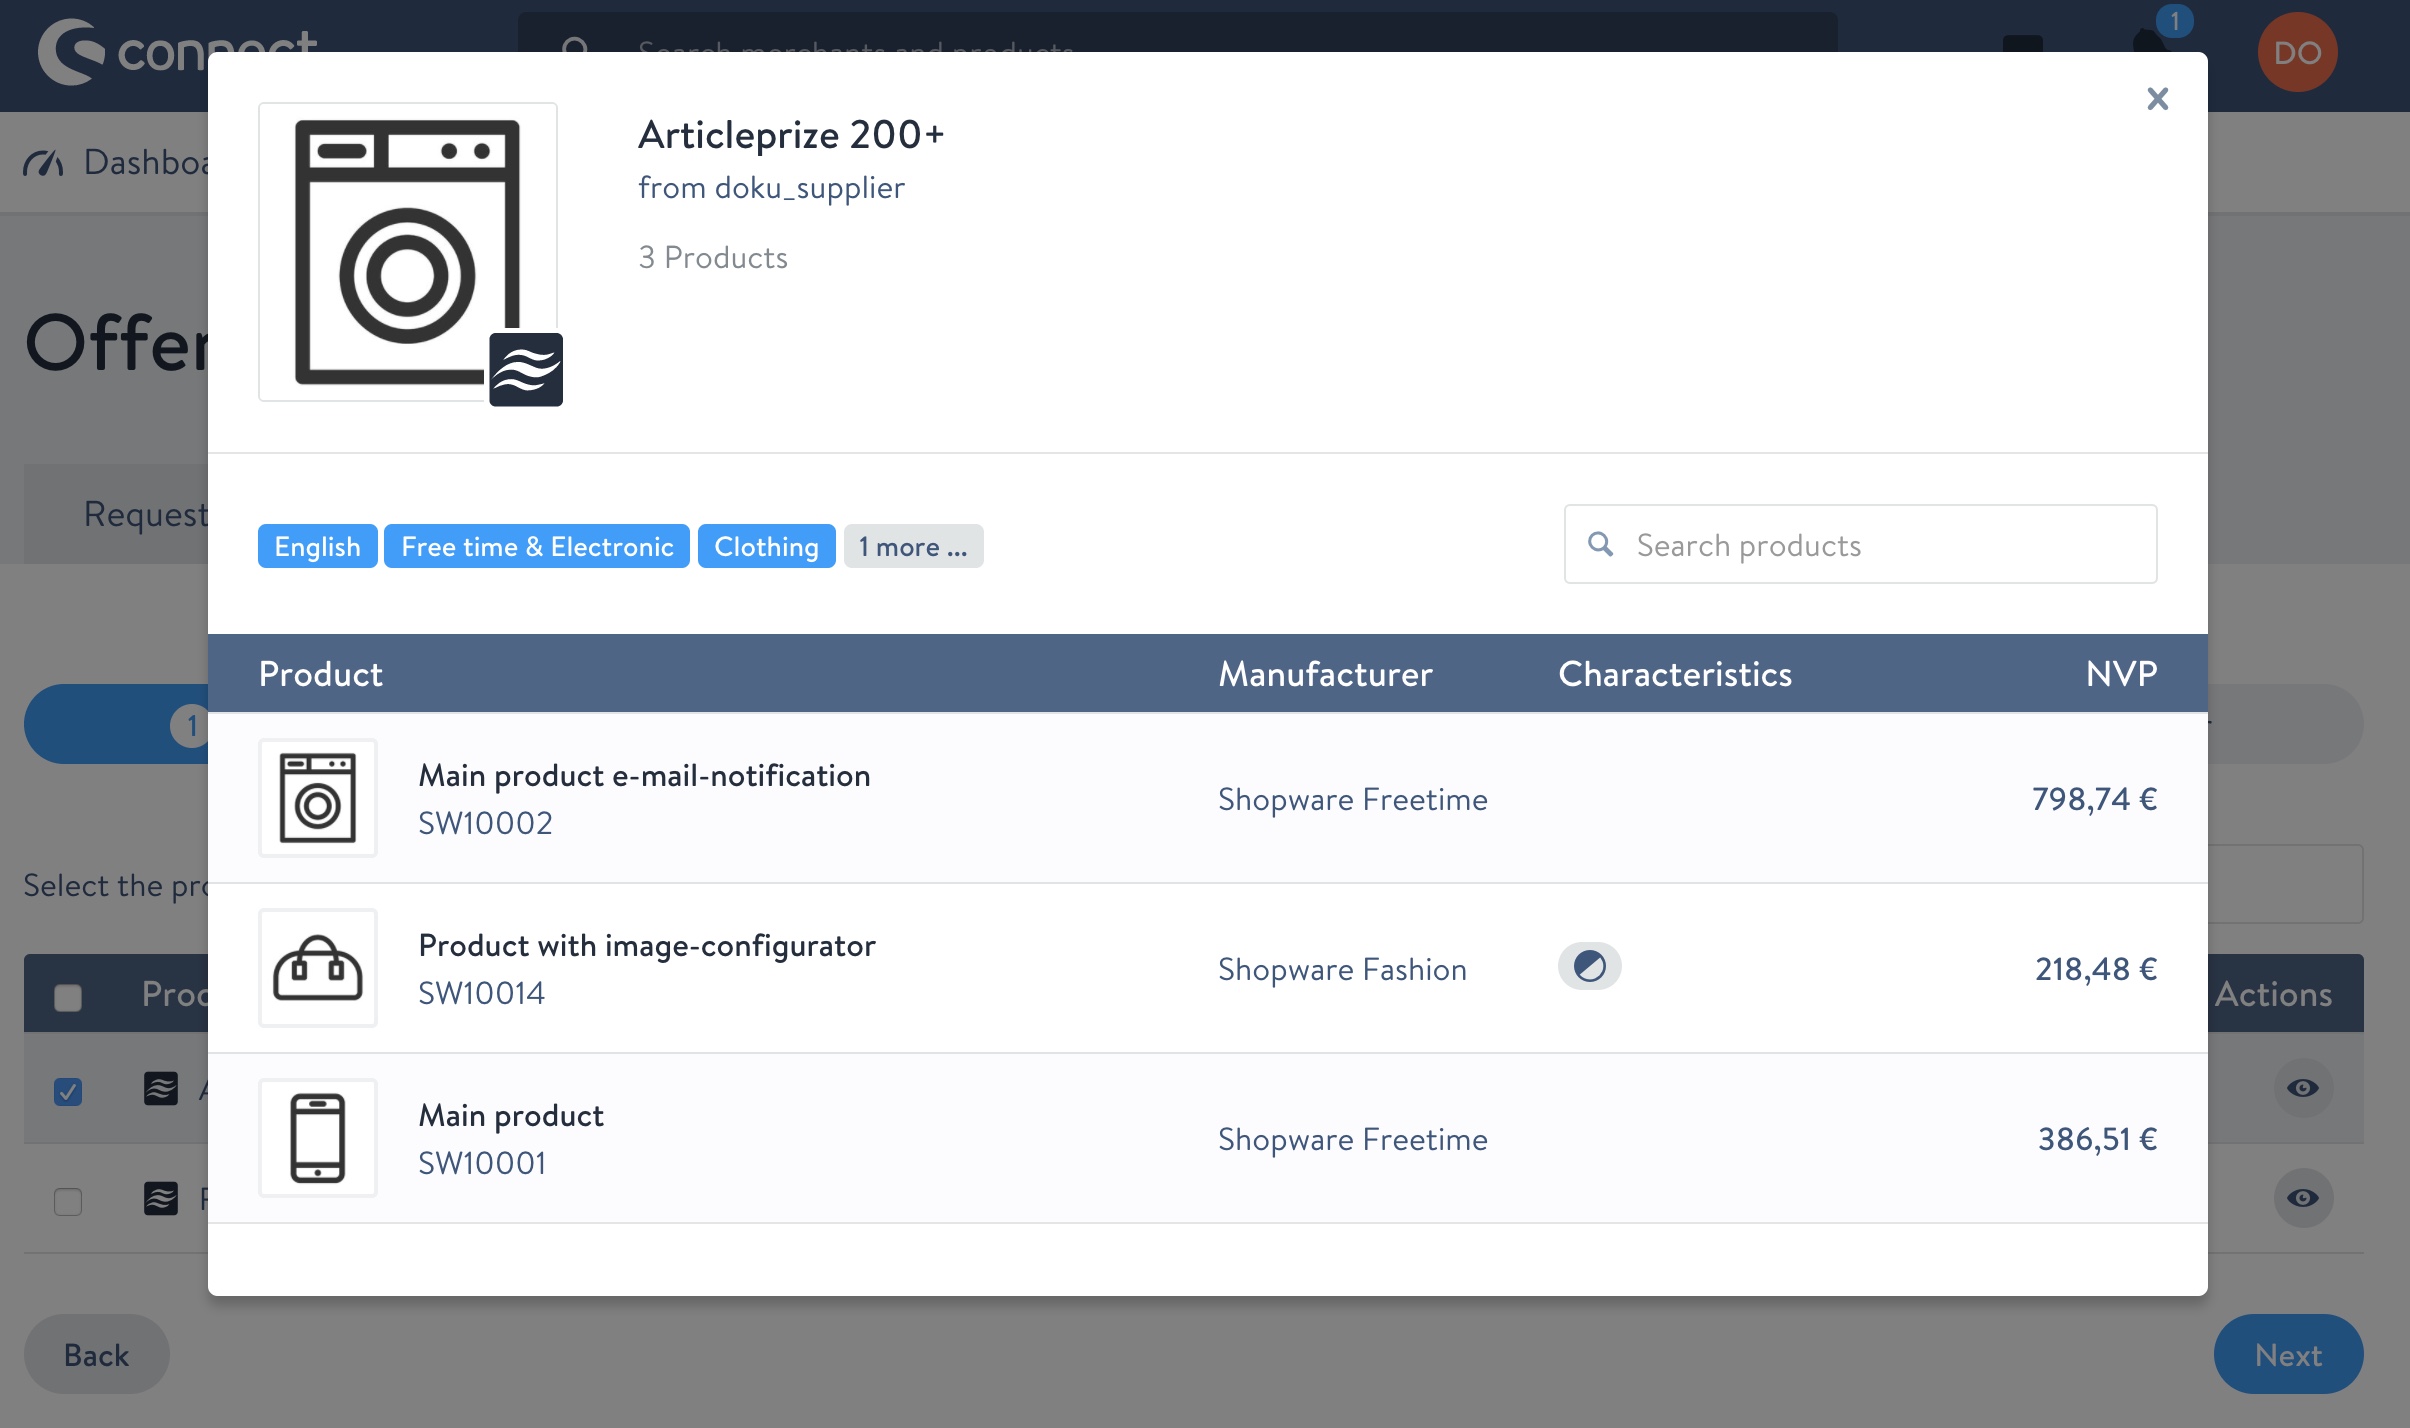 connect
Search merchants and products
1
DO
Articleprize 200+
from doku_supplier
3 Products
English
Free time & Electronic
Clothing
1 more ...
Search products
Product
Manufacturer
Characteristics
NVP
Main product e-mail-notification
SW10002
Shopware Freetime
798,74 €
Product with image-configurator
SW10014
Shopware Fashion
218,48 €
Main product
SW10001
Shopware Freetime
386,51 €
Dashboa
Offer
Request
1
Select the pro
Proc
Actions
Back
Next